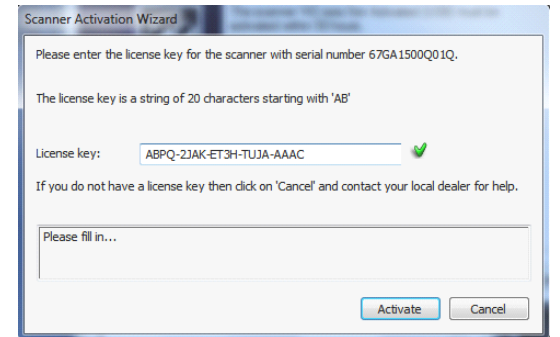 Scanner Activation Wizard
Please enter the license key for the scanner with serial number 67GA1500Q01Q.
The license key is a string of 20 characters starting with 'AB'
License key: ABPQ-2JAK-ET3H-TUJA-AAAC
If you do not have a license key then click on 'Cancel' and contact your local dealer for help.
Please fill in...
Activate Cancel